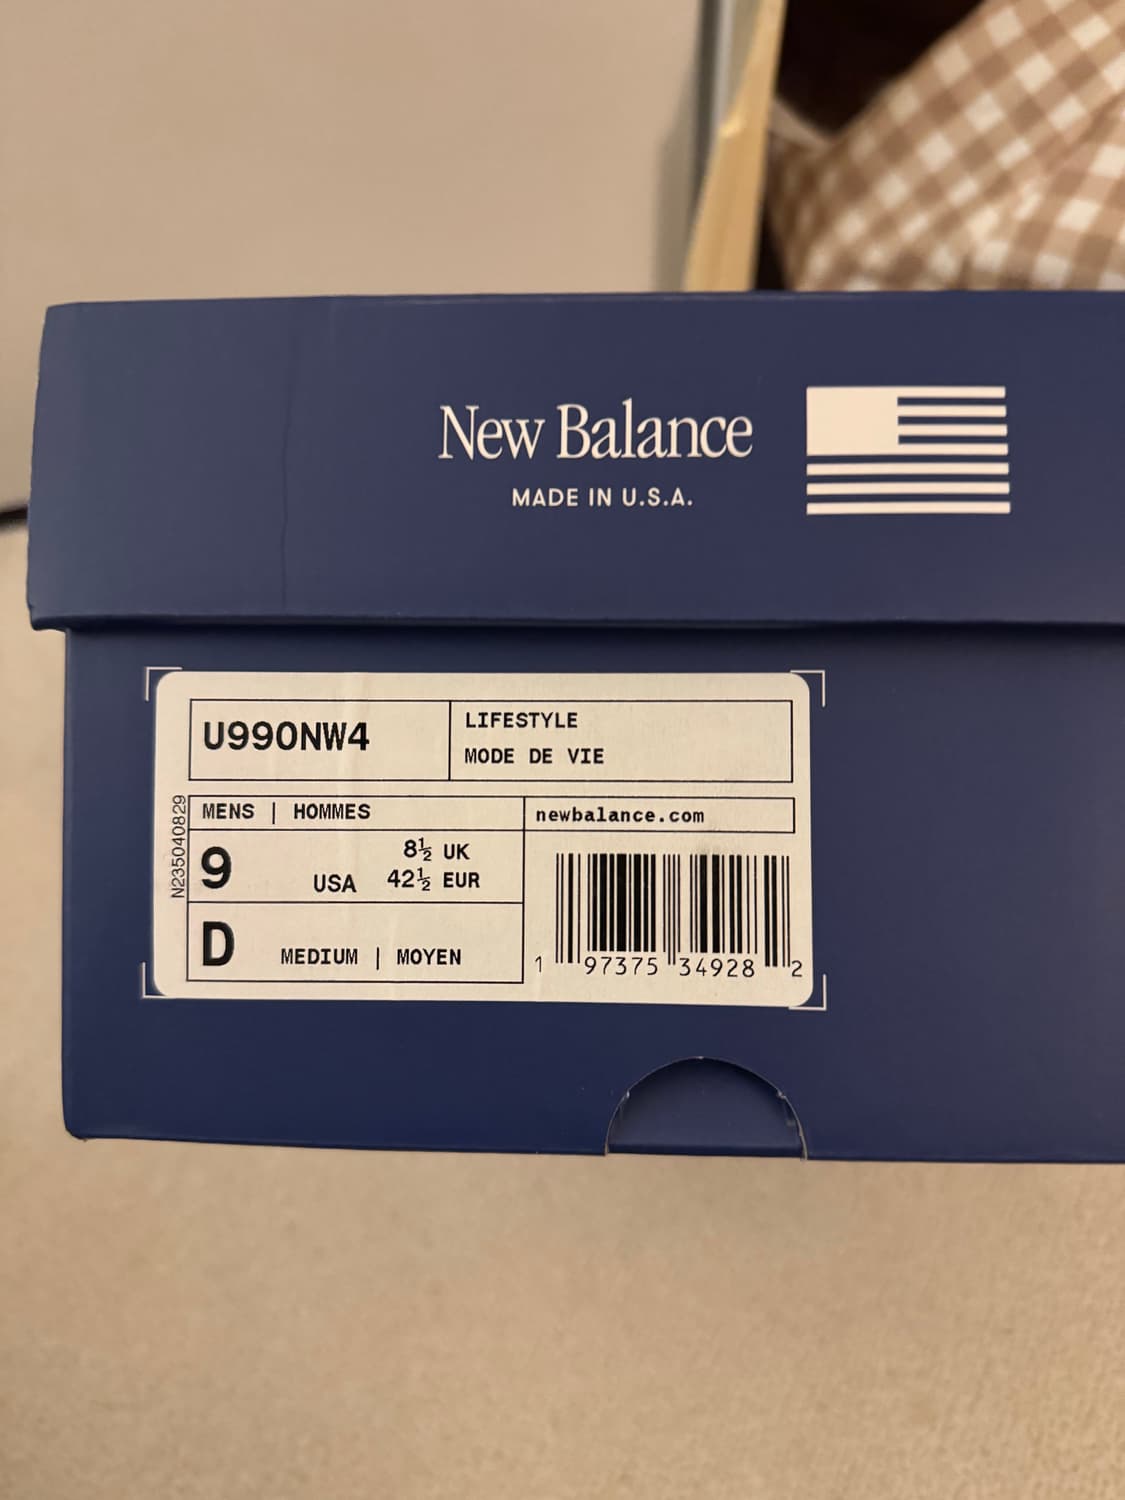 New Balance
MADE IN U.S.A.
U990NW4
LIFESTYLE
MODE DE VIE
N235040829
MENS | HOMMES
newbalance.com
9 USA
8½ UK
42½ EUR
D MEDIUM | MOYEN
1 97375 34928 2